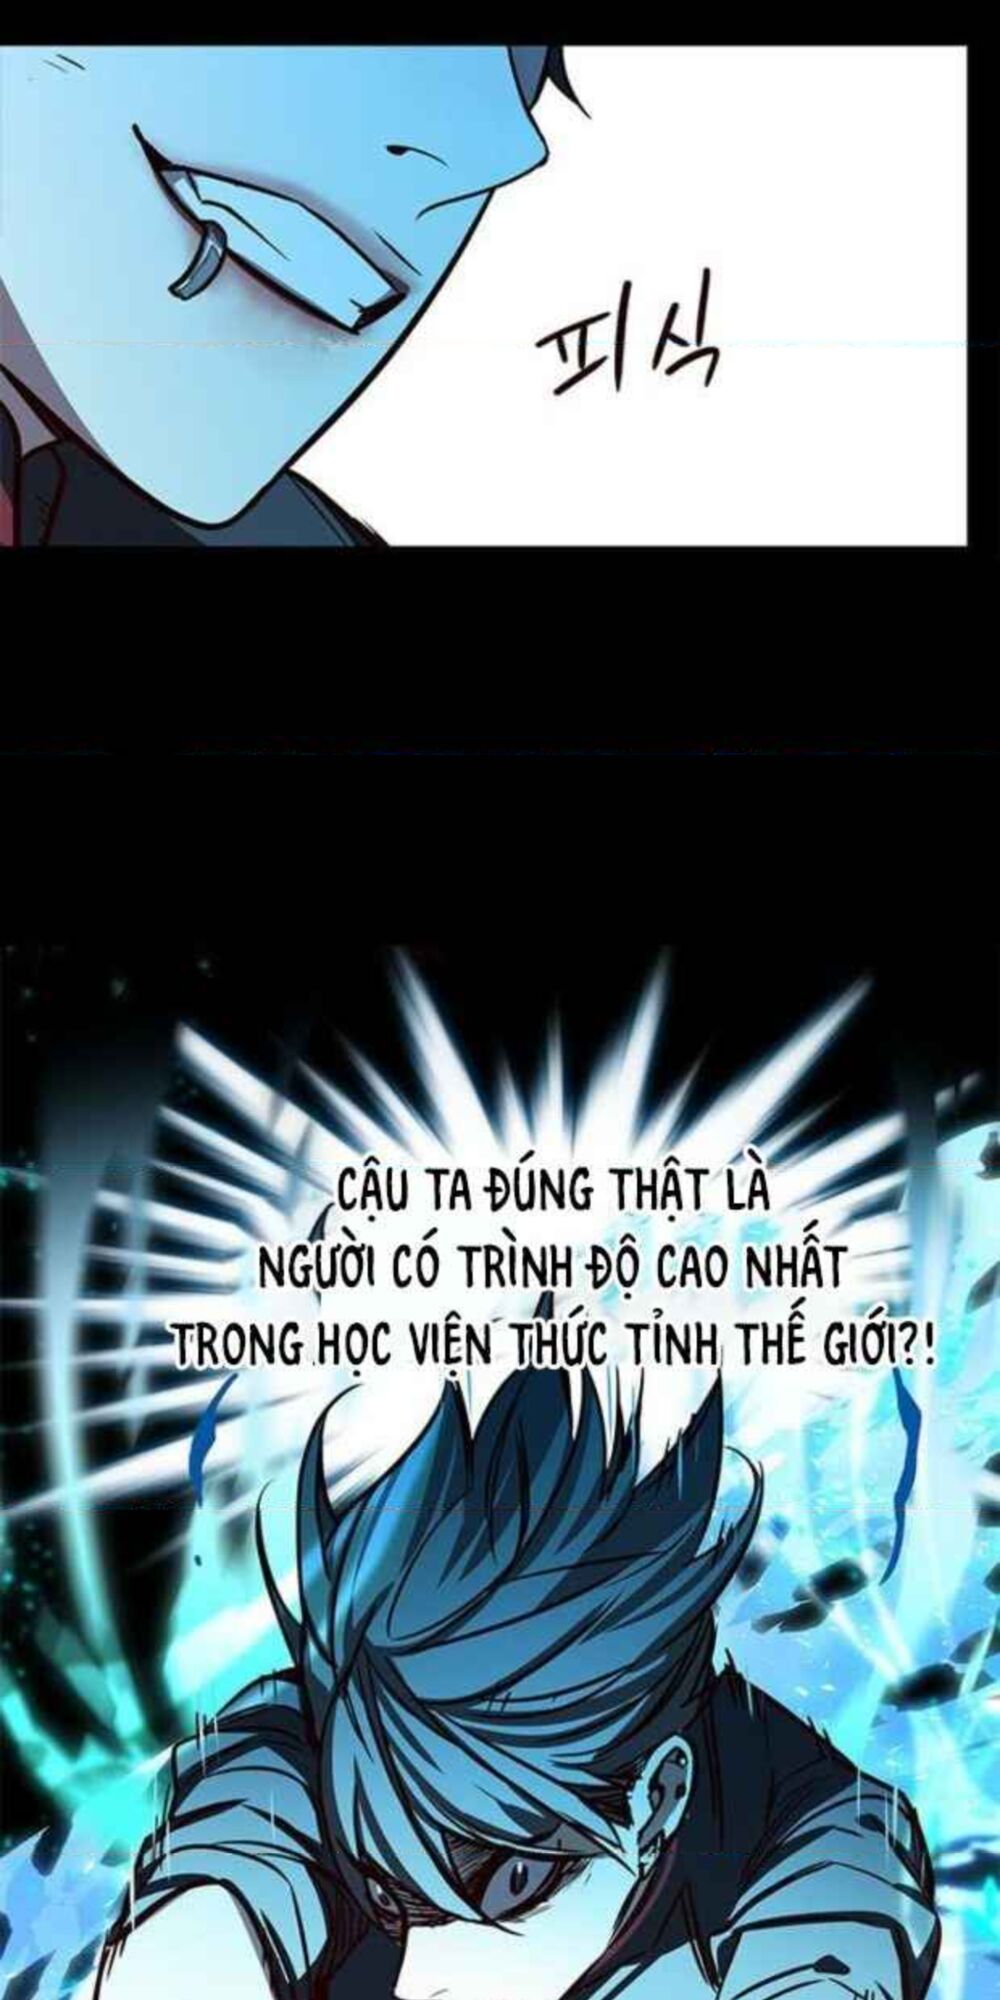 피식
CẬU TA ĐÚNG THẬT LÀ
NGƯỜI CÓ TRÌNH ĐỘ CAO NHẤT
TRONG HỌC VIỆN THỨC TỈNH THẾ GIỚI?!